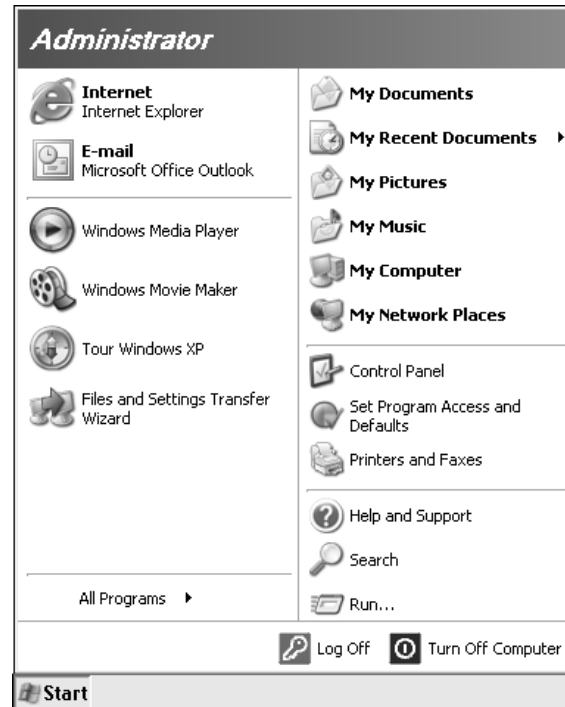 Administrator
Internet
Internet Explorer
E-mail
Microsoft Office Outlook
Windows Media Player
Windows Movie Maker
Tour Windows XP
Files and Settings Transfer
Wizard
All Programs
My Documents
My Recent Documents
My Pictures
My Music
My Computer
My Network Places
Control Panel
Set Program Access and
Defaults
Printers and Faxes
Help and Support
Search
Run...
Log Off
Turn Off Computer
Start